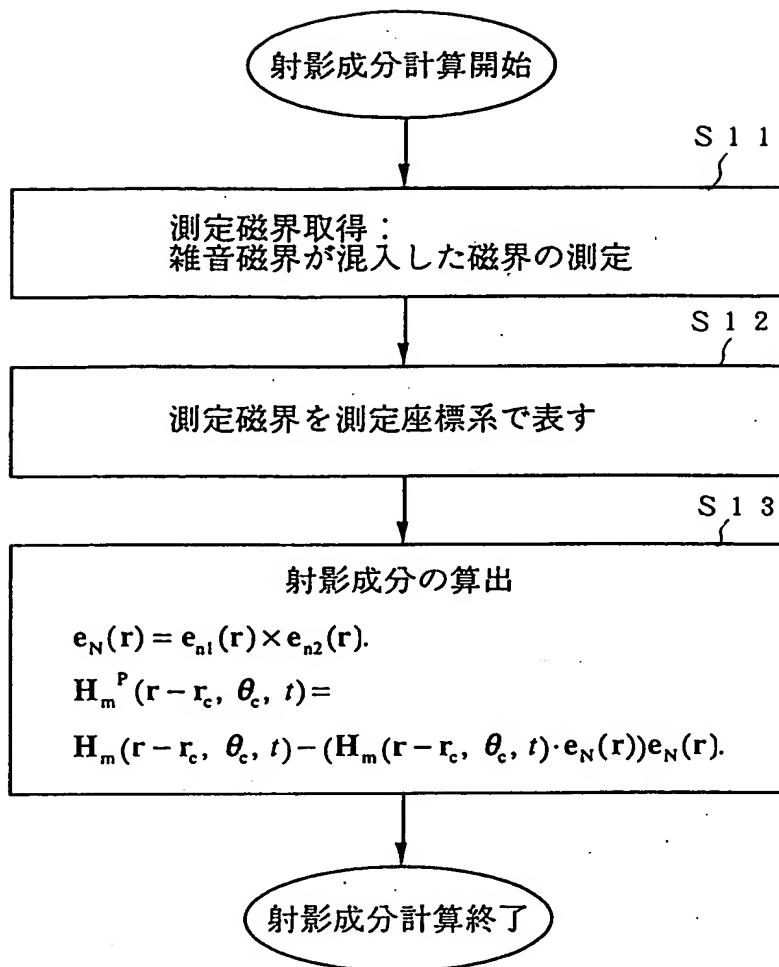 射影成分計算開始
S11
測定磁界取得：
雑音磁界が混入した磁界の測定
S12
測定磁界を測定座標系で表す
S13
射影成分の算出
e_N(r) = e_n1(r) × e_n2(r).
H_m^P(r − r_c, θ_c, t) =
H_m(r − r_c, θ_c, t) − (H_m(r − r_c, θ_c, t)·e_N(r))e_N(r).
射影成分計算終了